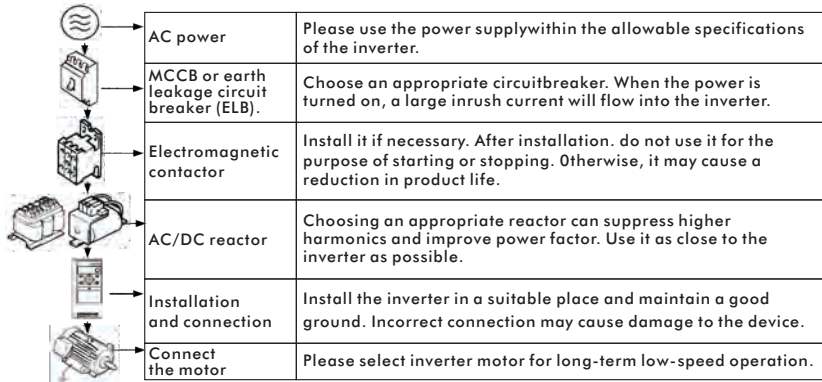 AC power
Please use the power supplywithin the allowable specifications
of the inverter.
MCCB or earth
leakage circuit
breaker (ELB).
Choose an appropriate circuitbreaker. When the power is
turned on, a large inrush current will flow into the inverter.
Electromagnetic
contactor
Install it if necessary. After installation. do not use it for the
purpose of starting or stopping. 0therwise, it may cause a
reduction in product life.
AC/DC reactor
Choosing an appropriate reactor can suppress higher
harmonics and improve power factor. Use it as close to the
inverter as possible.
Installation
and connection
Install the inverter in a suitable place and maintain a good
ground. Incorrect connection may cause damage to the device.
Connect
the motor
Please select inverter motor for long-term low-speed operation.